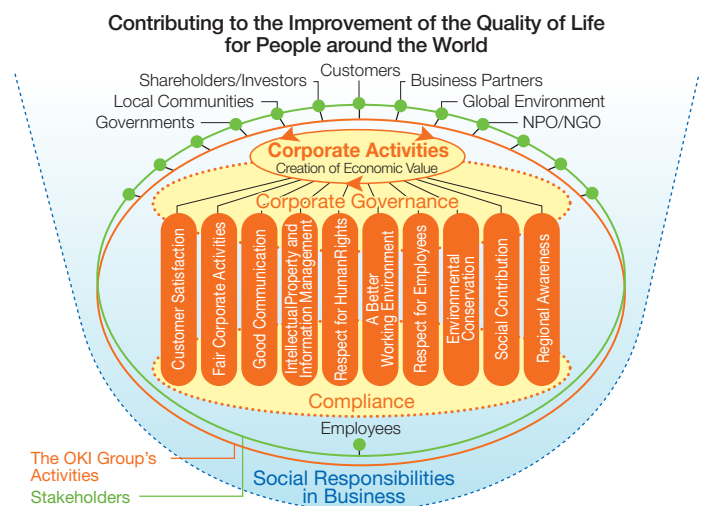 Contributing to the Improvement of the Quality of Life
for People around the World
Customers
Shareholders/Investors
Business Partners
Local Communities
Global Environment
Governments
NPO/NGO
Corporate Activities
Creation of Economic Value
Corporate Governance
Customer Satisfaction
Fair Corporate Activities
Good Communication
IntellectualProperty and
Information Management
Respect for HumanRights
A Better
Working Environment
Respect for Employees
Environmental
Conservation
Social Contribution
Regional Awareness
Compliance
Employees
The OKI Group's
Activities
Stakeholders
Social Responsibilities
in Business